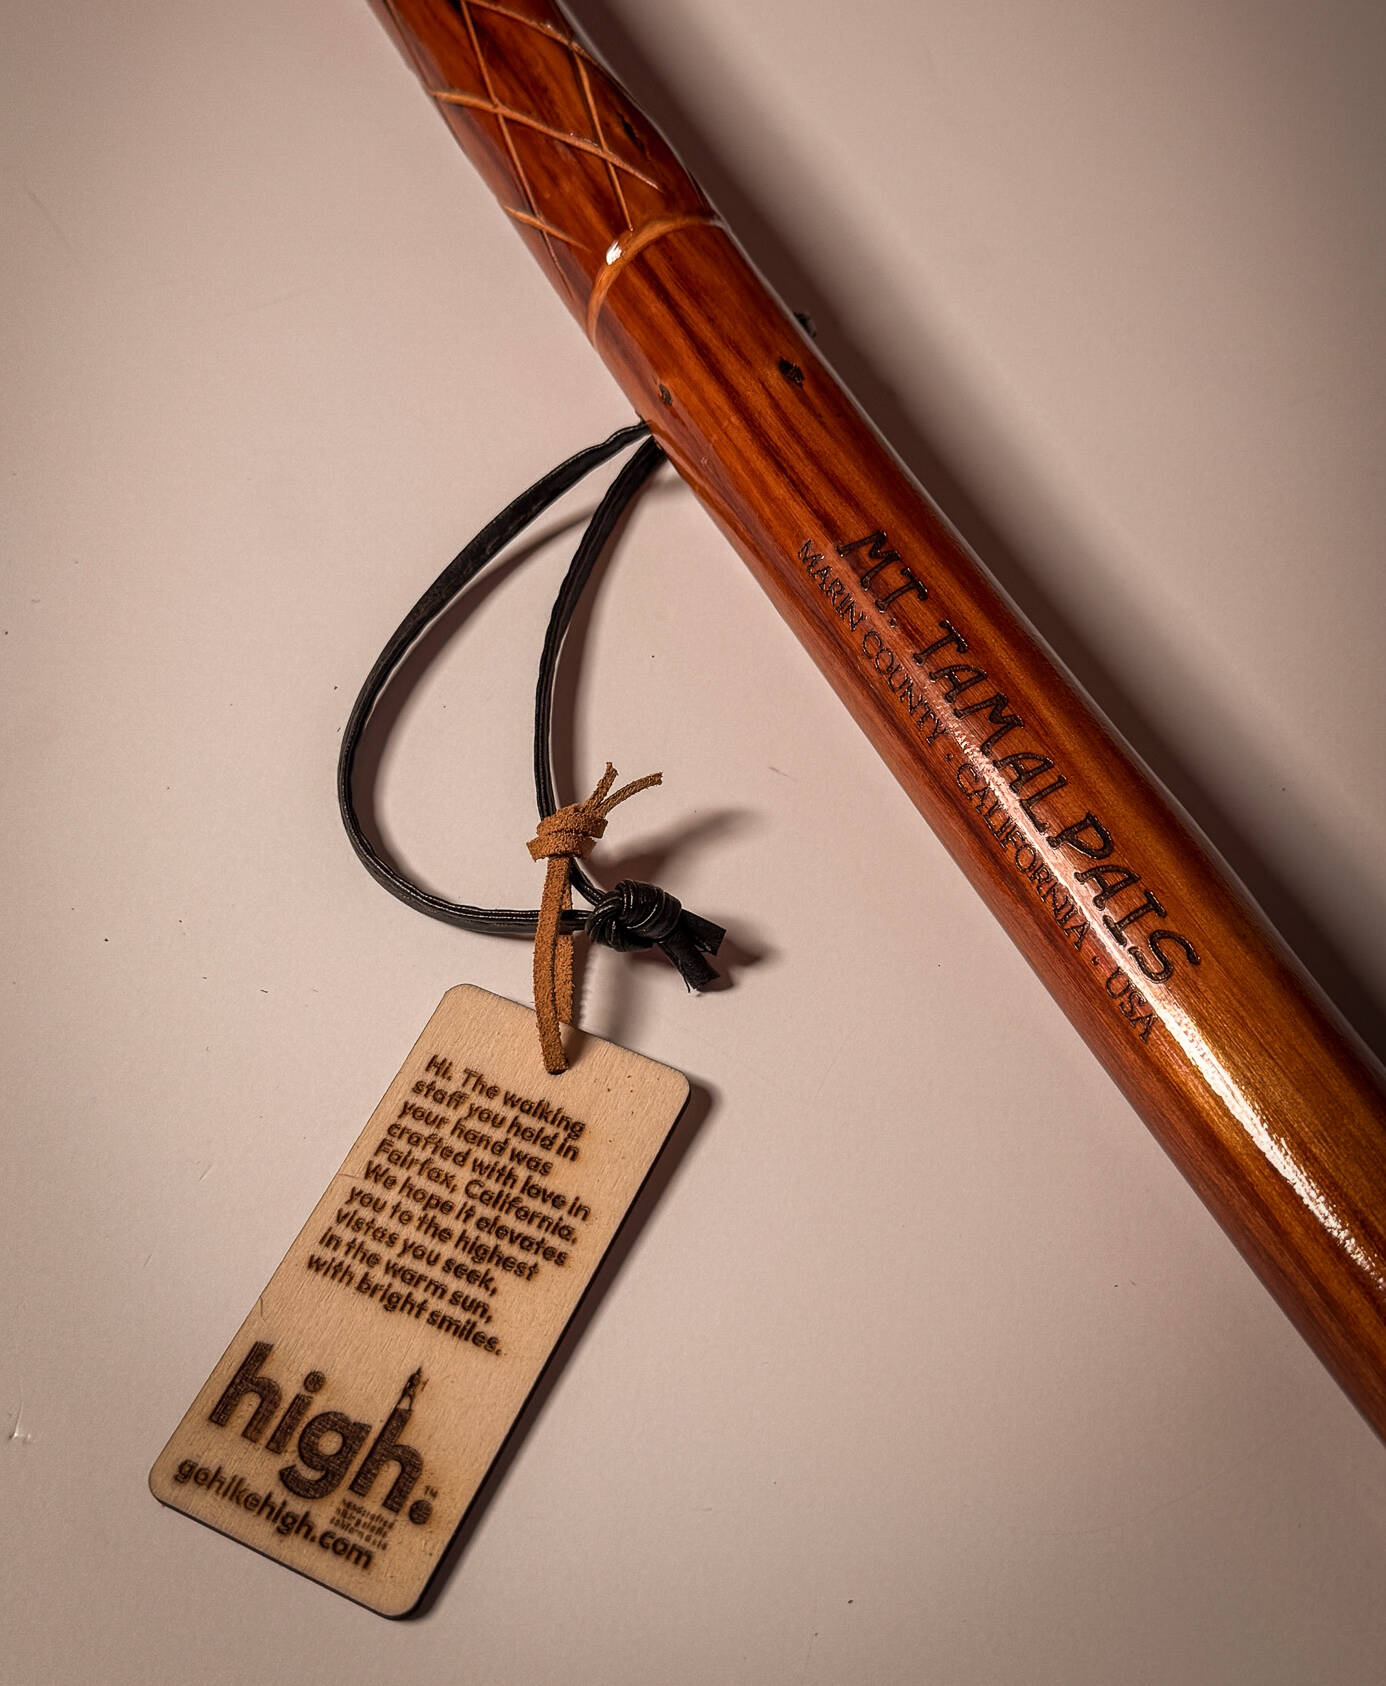 MT. TAMALPAIS
MARIN COUNTY · CALIFORNIA · USA
Hi. The walking
staff you hold in
your hand was
crafted with love in
Fairfax, California.
We hope it elevates
you to the highest
vistas you seek,
in the warm sun,
with bright smiles.
high.™
gohikehigh.com